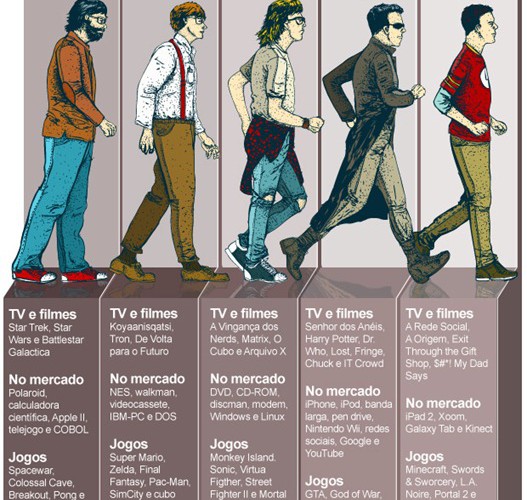 TV e filmes
Star Trek, Star
Wars e Battlestar
Galactica
No mercado
Polaroid,
calculadora
científica, Apple II,
telejogo e COBOL
Jogos
Spacewar,
Colossal Cave,
Breakout, Pong e
TV e filmes
Koyaanisqatsi,
Tron, De Volta
para o Futuro
No mercado
NES, walkman,
videocassete,
IBM-PC e DOS
Jogos
Super Mario,
Zelda, Final
Fantasy, Pac-Man,
SimCity e cubo
TV e filmes
A Vingança dos
Nerds, Matrix, O
Cubo e Arquivo X
No mercado
DVD, CD-ROM,
discman, modem,
Windows e Linux
Jogos
Monkey Island.
Sonic, Virtua
Figther, Street
Fighter II e Mortal
TV e filmes
Senhor dos Anéis,
Harry Potter, Dr.
Who, Lost, Fringe,
Chuck e IT Crowd
No mercado
iPhone, iPod, banda
larga, pen drive,
Nintendo Wii, redes
sociais, Google e
YouTube
Jogos
GTA, God of War,
TV e filmes
A Rede Social,
A Origem, Exit
Through the Gift
Shop, $#*! My Dad
Says
No mercado
iPad 2, Xoom,
Galaxy Tab e Kinect
Jogos
Minecraft, Swords
& Sworcery, L.A.
Noire, Portal 2 e